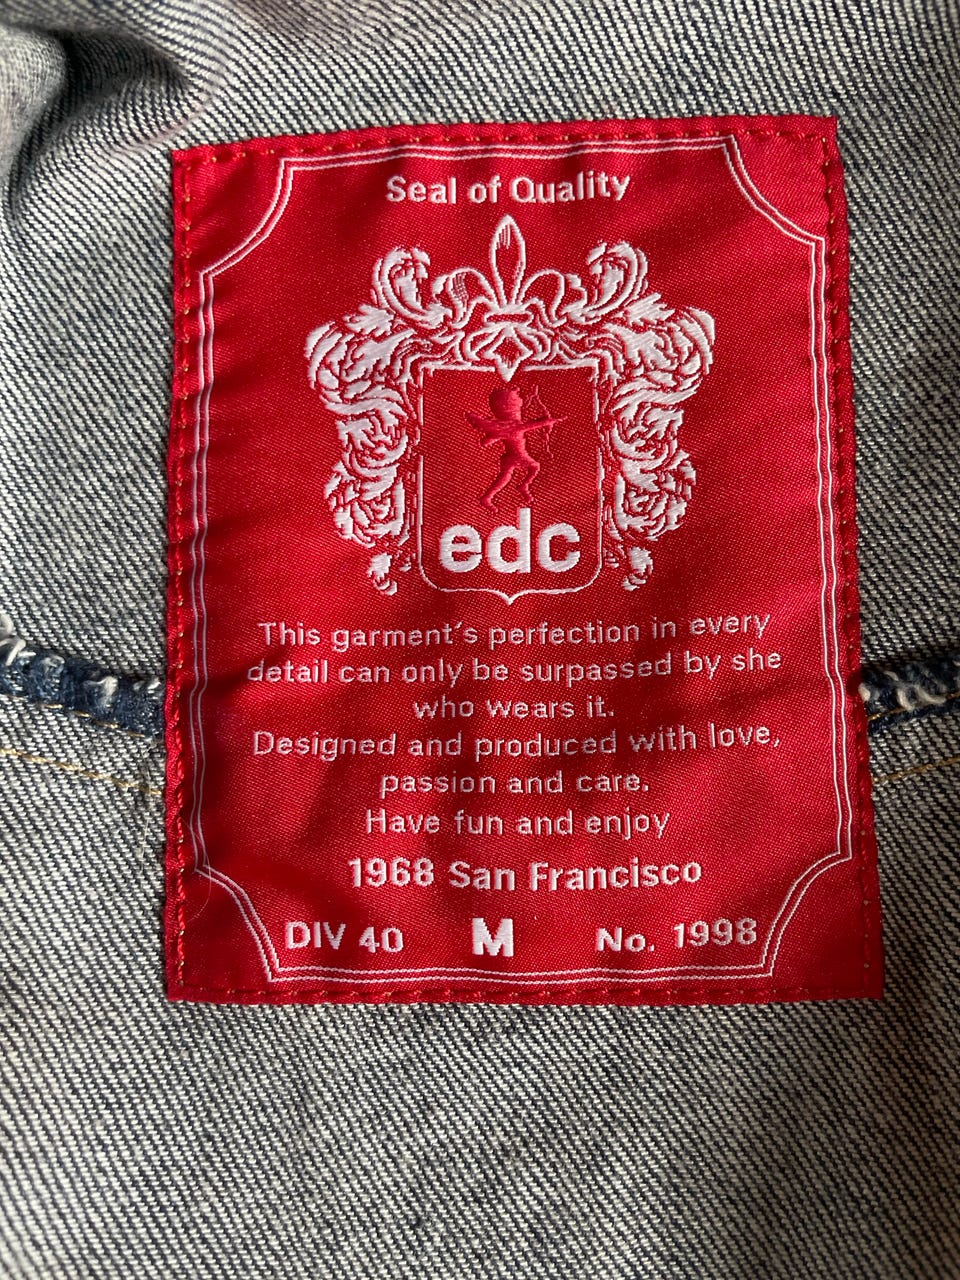 Seal of Quality
edc
This garment's perfection in every
detail can only be surpassed by she
who wears it.
Designed and produced with love,
passion and care.
Have fun and enjoy
1968 San Francisco
DIV 40 M No. 1998